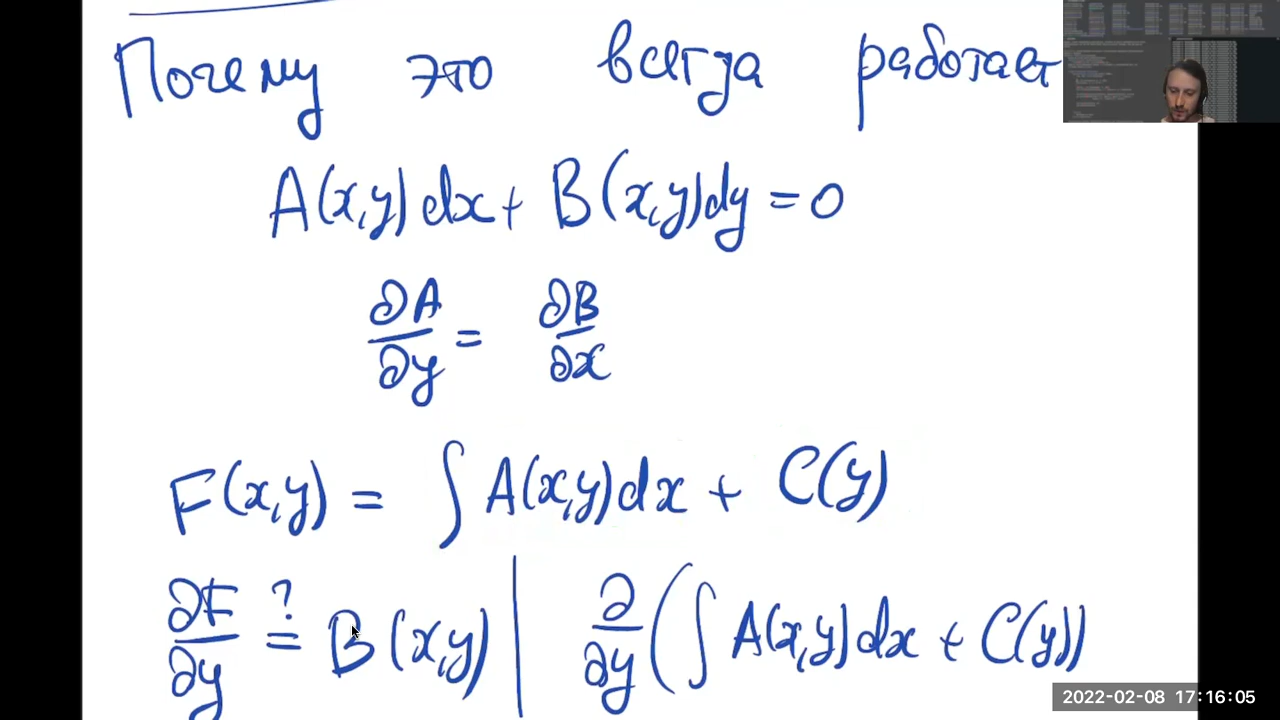 Почему это всегда работает
A(x,y)dx + B(x,y)dy = 0
∂A/∂y = ∂B/∂x
F(x,y) = ∫ A(x,y)dx + C(y)
∂F/∂y ?= B(x,y) | ∂/∂y (∫ A(x,y)dx + C(y))
2022-02-08 17:16:05